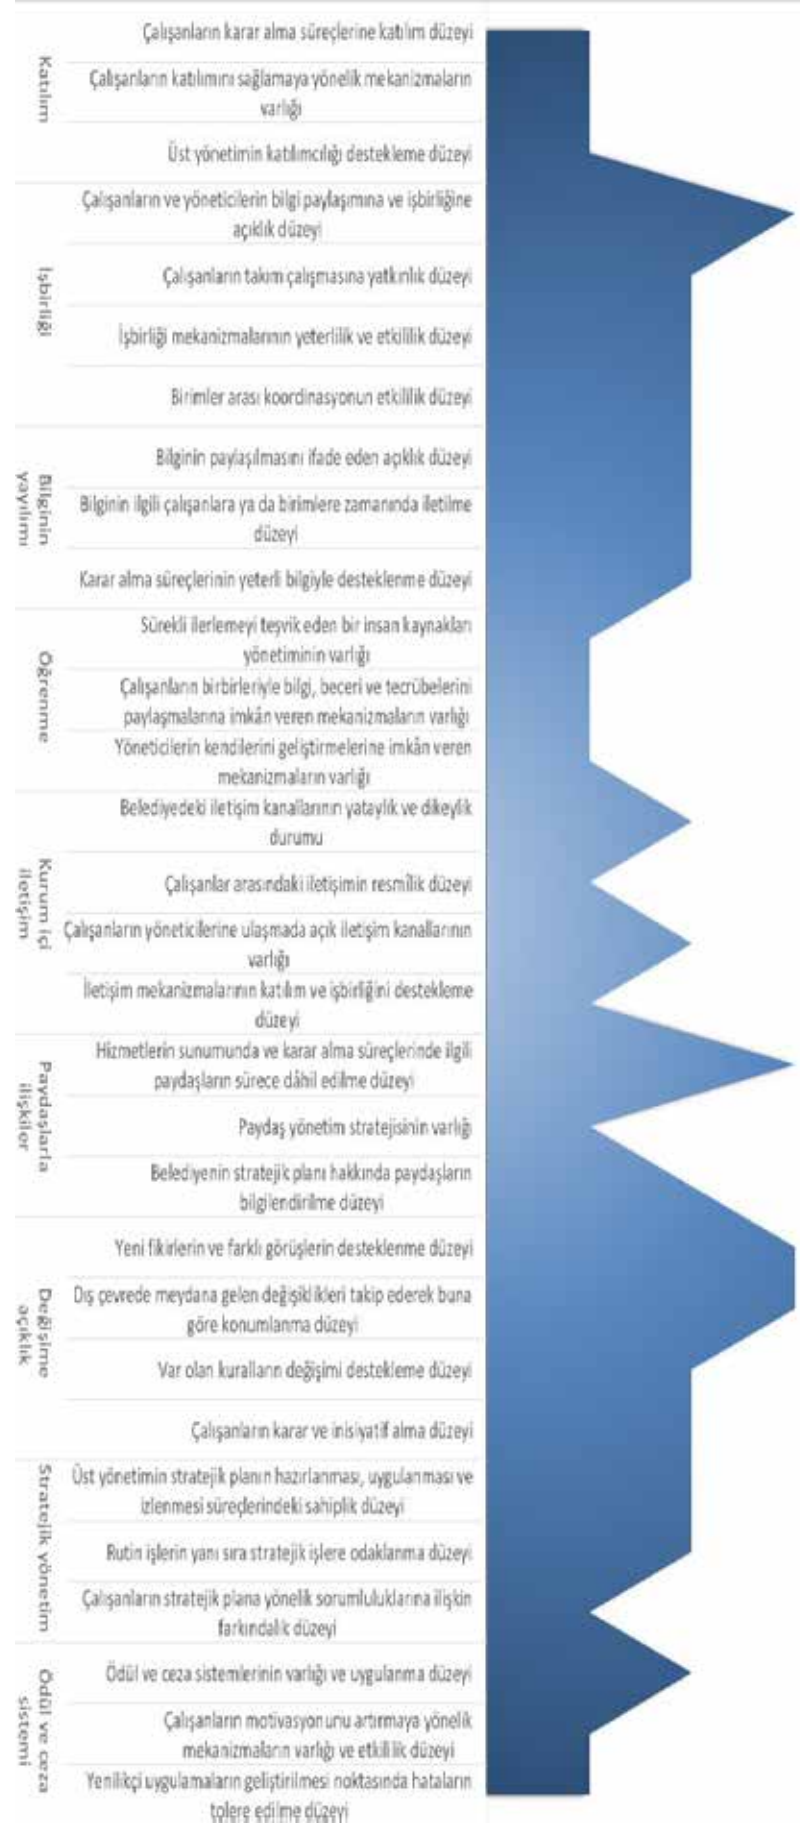 Katılım
Çalışanların karar alma süreçlerine katılım düzeyi
Çalışanların katılımını sağlamaya yönelik mekanizmaların
varlığı
Üst yönetimin katılımcılığı destekleme düzeyi
İşbirliği
Çalışanların ve yöneticilerin bilgi paylaşımına ve işbirliğine
açıklık düzeyi
Çalışanların takım çalışmasına yatkınlık düzeyi
İşbirliği mekanizmalarının yeterlilik ve etkililik düzeyi
Birimler arası koordinasyonun etkililik düzeyi
Bilginin
yayılımı
Bilginin paylaşılmasını ifade eden açıklık düzeyi
Bilginin ilgili çalışanlara ya da birimlere zamanında iletilme
düzeyi
Karar alma süreçlerinin yeterli bilgiyle desteklenme düzeyi
Öğrenme
Sürekli ilerlemeyi teşvik eden bir insan kaynakları
yönetiminin varlığı
Çalışanların birbirleriyle bilgi, beceri ve tecrübelerini
paylaşmalarına imkân veren mekanizmaların varlığı
Yöneticilerin kendilerini geliştirmelerine imkân veren
mekanizmaların varlığı
Kurum içi
iletişim
Belediyedeki iletişim kanallarının yataylık ve dikeylik
durumu
Çalışanlar arasındaki iletişimin resmîlik düzeyi
Çalışanların yöneticilerine ulaşmada açık iletişim kanallarının
varlığı
İletişim mekanizmalarının katılım ve işbirliğini destekleme
düzeyi
Paydaşlarla
ilişkiler
Hizmetlerin sunumunda ve karar alma süreçlerinde ilgili
paydaşların sürece dâhil edilme düzeyi
Paydaş yönetim stratejisinin varlığı
Belediyenin stratejik planı hakkında paydaşların
bilgilendirilme düzeyi
Değişime
açıklık
Yeni fikirlerin ve farklı görüşlerin desteklenme düzeyi
Dış çevrede meydana gelen değişiklikleri takip ederek buna
göre konumlanma düzeyi
Var olan kuralların değişimi destekleme düzeyi
Çalışanların karar ve inisiyatif alma düzeyi
Stratejik yönetim
Üst yönetimin stratejik planın hazırlanması, uygulanması ve
izlenmesi süreçlerindeki sahiplik düzeyi
Rutin işlerin yanı sıra stratejik işlere odaklanma düzeyi
Çalışanların stratejik plana yönelik sorumluluklarına ilişkin
farkındalık düzeyi
Ödül ve ceza
sistemi
Ödül ve ceza sistemlerinin varlığı ve uygulanma düzeyi
Çalışanların motivasyonunu artırmaya yönelik
mekanizmaların varlığı ve etkililik düzeyi
Yenilikçi uygulamaların geliştirilmesi noktasında hataların
tolere edilme düzeyi